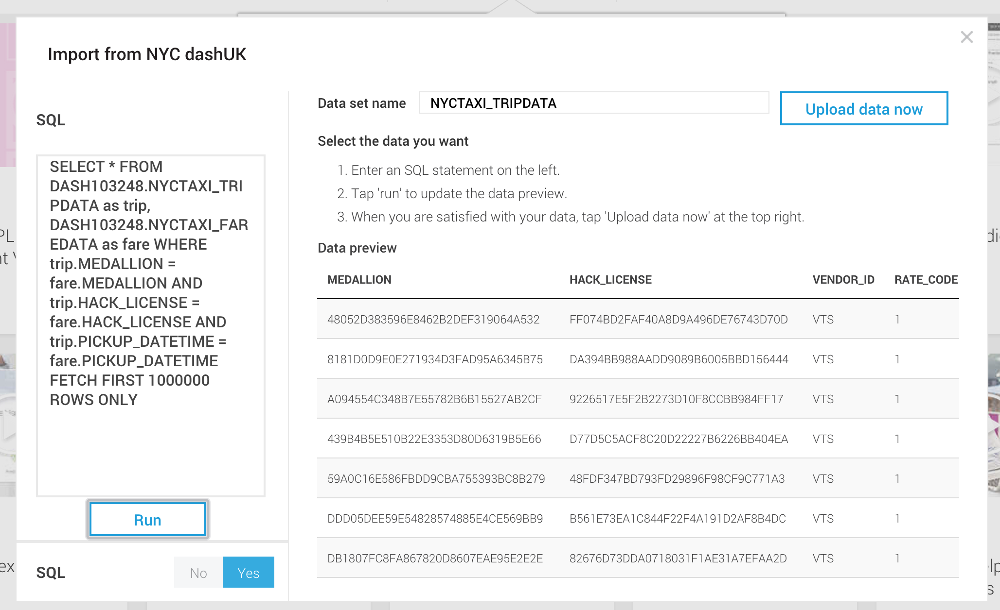 Import from NYC dashUK
SQL
SELECT * FROM
DASH103248.NYCTAXI_TRI
PDATA as trip,
DASH103248.NYCTAXI_FAR
EDATA as fare WHERE
trip.MEDALLION =
fare.MEDALLION AND
trip.HACK_LICENSE =
fare.HACK_LICENSE AND
trip.PICKUP_DATETIME =
fare.PICKUP_DATETIME
FETCH FIRST 1000000
ROWS ONLY
Run
SQL No Yes
Data set name NYCTAXI_TRIPDATA Upload data now
Select the data you want
1. Enter an SQL statement on the left.
2. Tap 'run' to update the data preview.
3. When you are satisfied with your data, tap 'Upload data now' at the top right.
Data preview
MEDALLION HACK_LICENSE VENDOR_ID RATE_CODE
48052D383596E8462B2DEF319064A532 FF074BD2FAF40A8D9A496DE76743D70D VTS 1
8181D0D9E0E271934D3FAD95A6345B75 DA394BB988AADD9089B6005BBD156444 VTS 1
A094554C348B7E55782B6B15527AB2CF 9226517E5F2B2273D10F8CCBB984FF17 VTS 1
439B4B5E510B22E3353D80D6319B5E66 D77D5C5ACF8C20D22227B6226BB404EA VTS 1
59A0C16E586FBDD9CBA755393BC8B279 48FDF347BD793FD29896F98CF9C771A3 VTS 1
DDD05DEE59E54828574885E4CE569BB9 B561E73EA1C844F22F4A191D2AF8B4DC VTS 1
DB1807FC8FA867820D8607EAE95E2E2E 82676D73DDA0718031F1AE31A7EFAA2D VTS 1